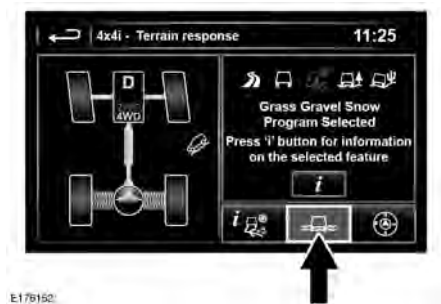 4x4i - Terrain response
11:25
D
4WD
Grass Gravel Snow
Program Selected
Press 'i' button for information
on the selected feature
i
i
E176162